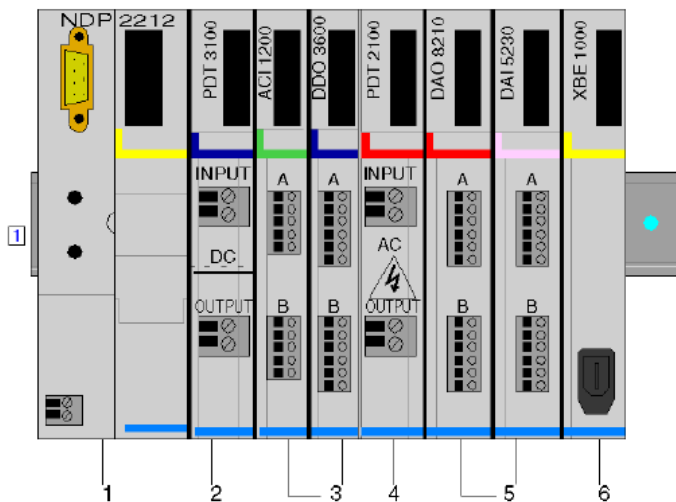 NDP 2212
PDT 3100
ACI 1200
DDO 3600
PDT 2100
DAO 8210
DAI 5230
XBE 1000
INPUT
A
A
INPUT
A
A
1
DC
AC
OUTPUT
B
B
OUTPUT
B
B
1
2
3
4
5
6